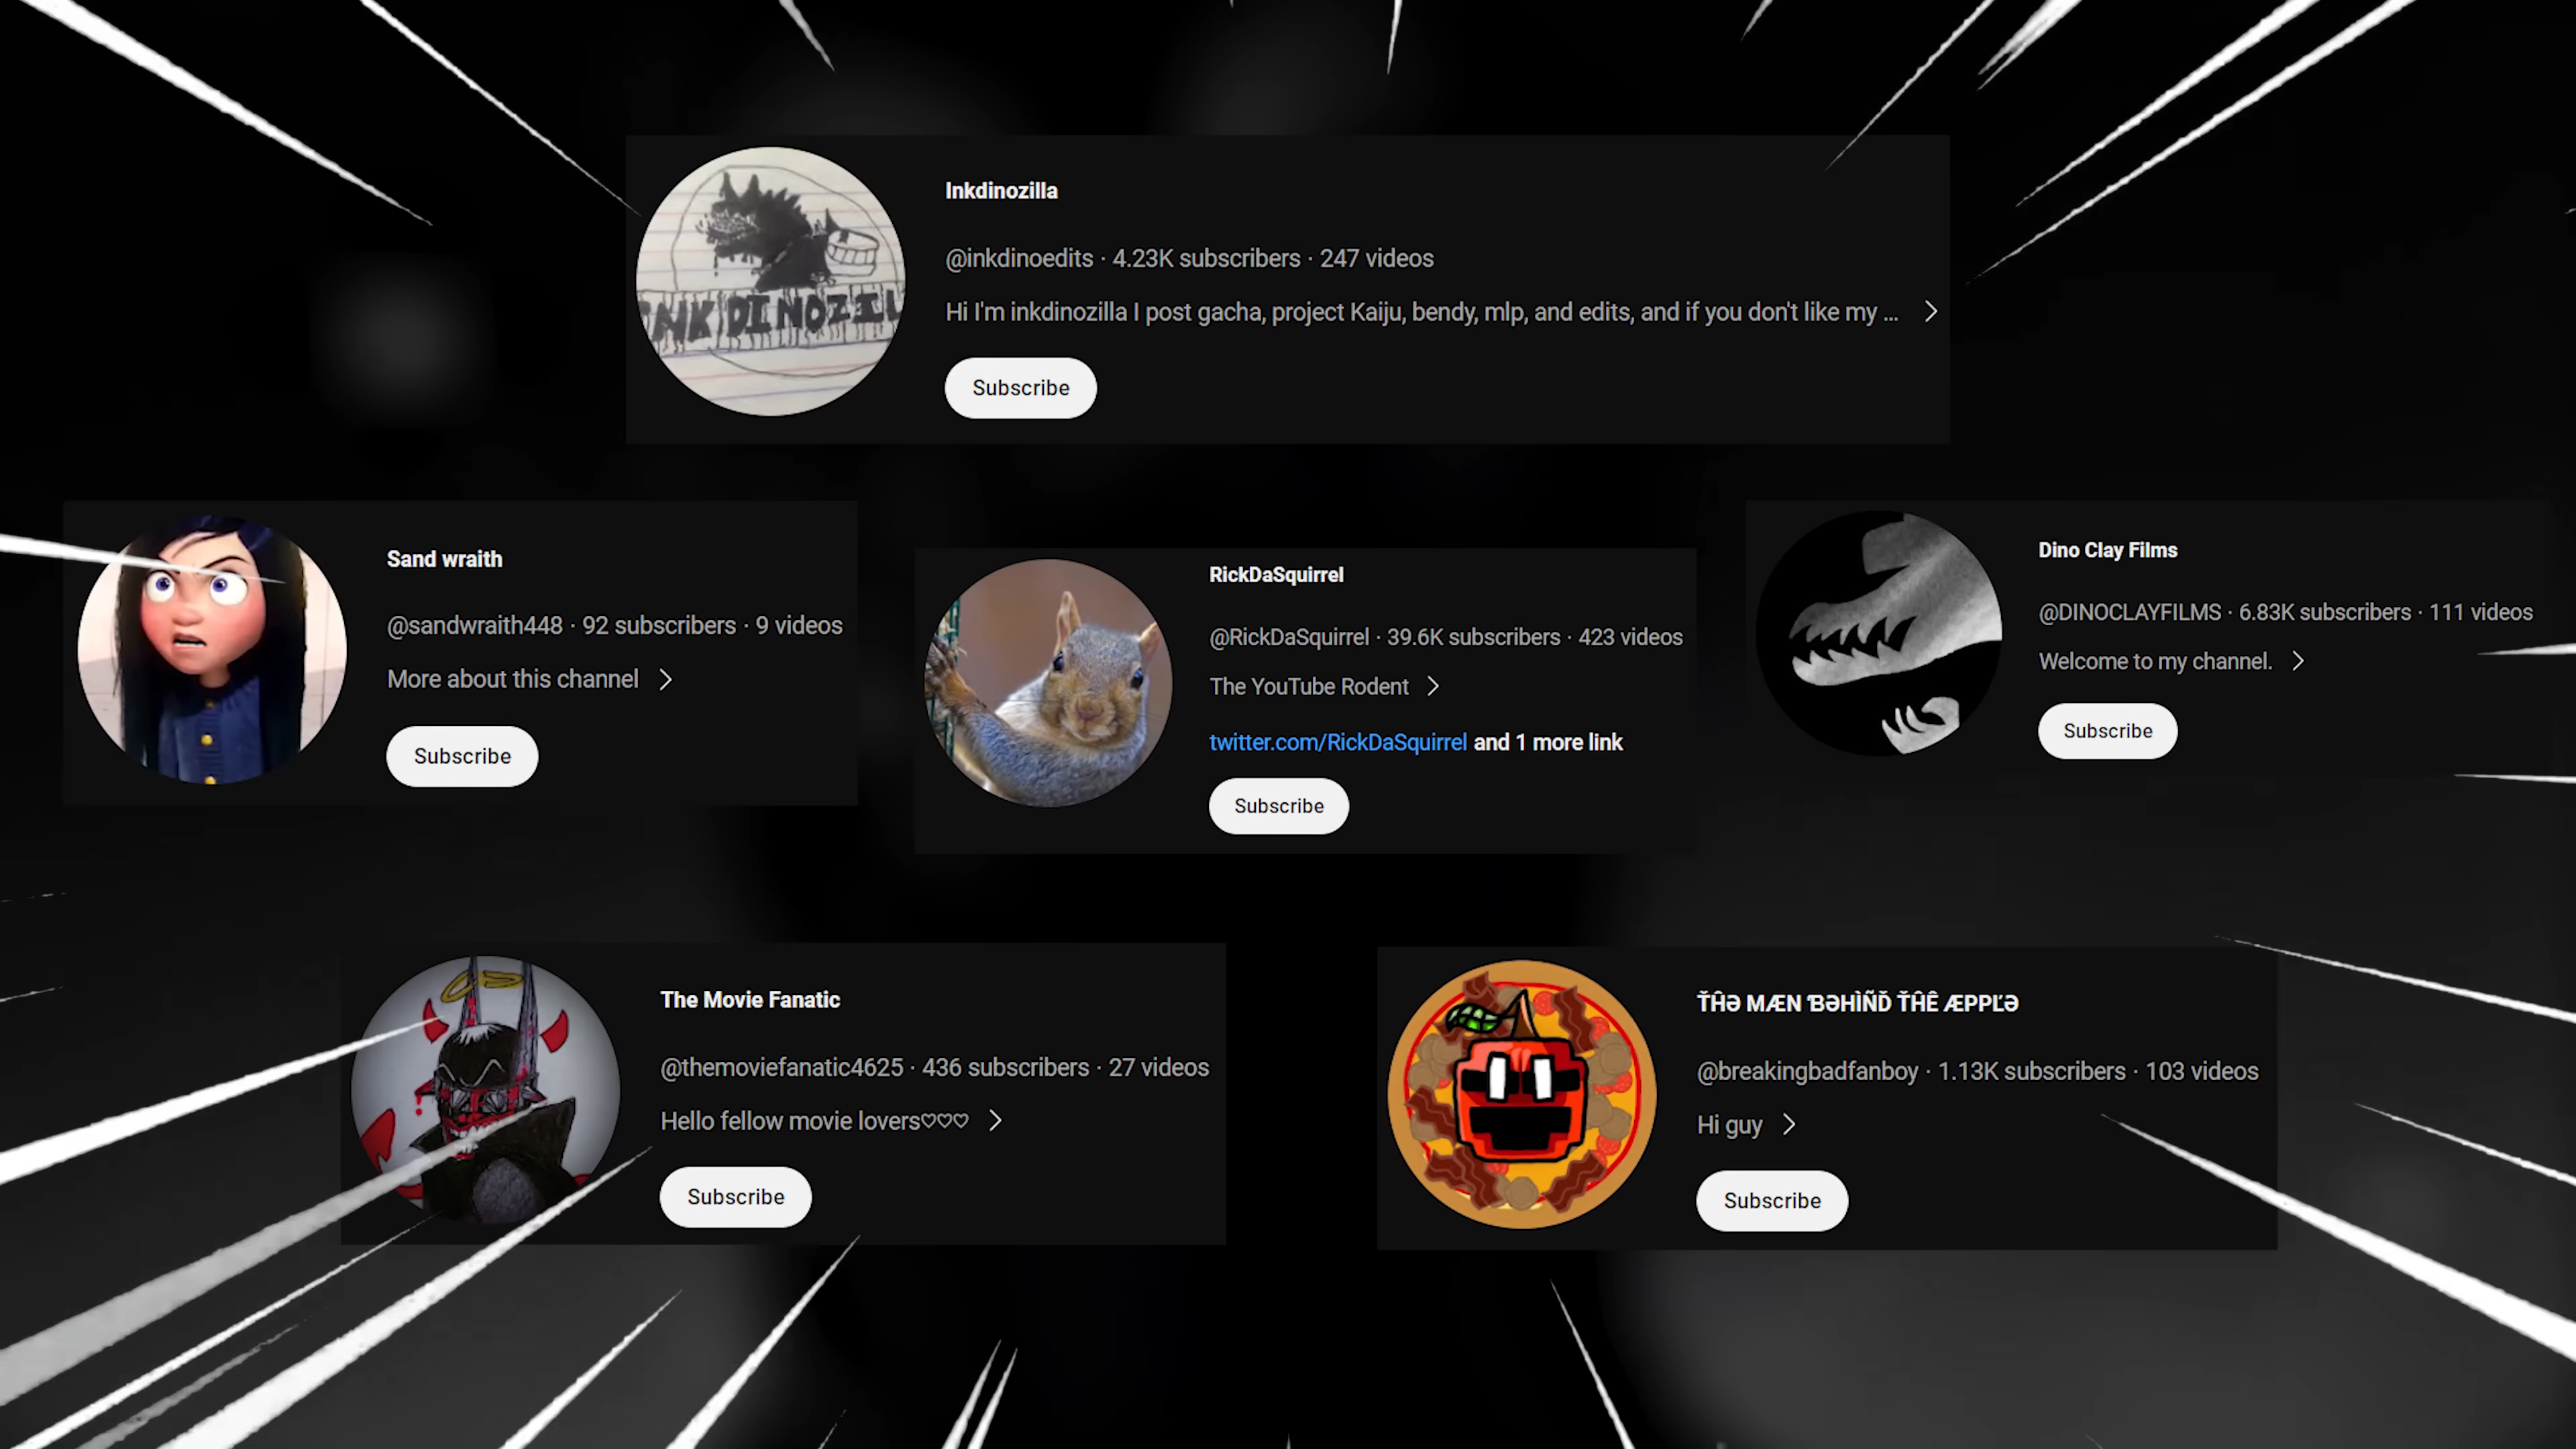 INKDINOZIL
Inkdinozilla
@inkdinoedits · 4.23K subscribers · 247 videos
Hi I'm inkdinozilla I post gacha, project Kaiju, bendy, mlp, and edits, and if you don't like my ...
Subscribe
Sand wraith
@sandwraith448 · 92 subscribers · 9 videos
More about this channel
Subscribe
RickDaSquirrel
@RickDaSquirrel · 39.6K subscribers · 423 videos
The YouTube Rodent
twitter.com/RickDaSquirrel and 1 more link
Subscribe
Dino Clay Films
@DINOCLAYFILMS · 6.83K subscribers · 111 videos
Welcome to my channel.
Subscribe
The Movie Fanatic
@themoviefanatic4625 · 436 subscribers · 27 videos
Hello fellow movie lovers♡♡♡
Subscribe
ŤĤƏ MÆN ƁƏHÌÑĎ ŤĤÊ ÆPPĽƏ
@breakingbadfanboy · 1.13K subscribers · 103 videos
Hi guy
Subscribe